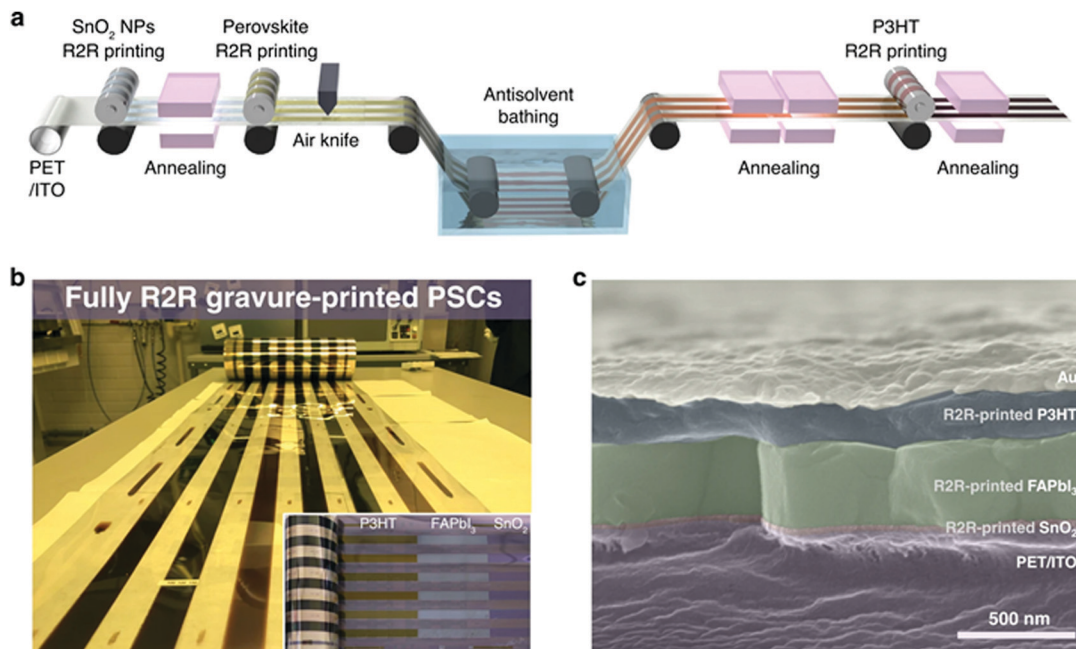 a
SnO₂ NPs
R2R printing
Perovskite
R2R printing
P3HT
R2R printing
Antisolvent
bathing
Air knife
PET
/ITO
Annealing
Annealing
Annealing
b
Fully R2R gravure-printed PSCs
P3HT FAPbI₃ SnO₂
c
Au
R2R-printed P3HT
R2R-printed FAPbI₃
R2R-printed SnO₂
PET/ITO
500 nm